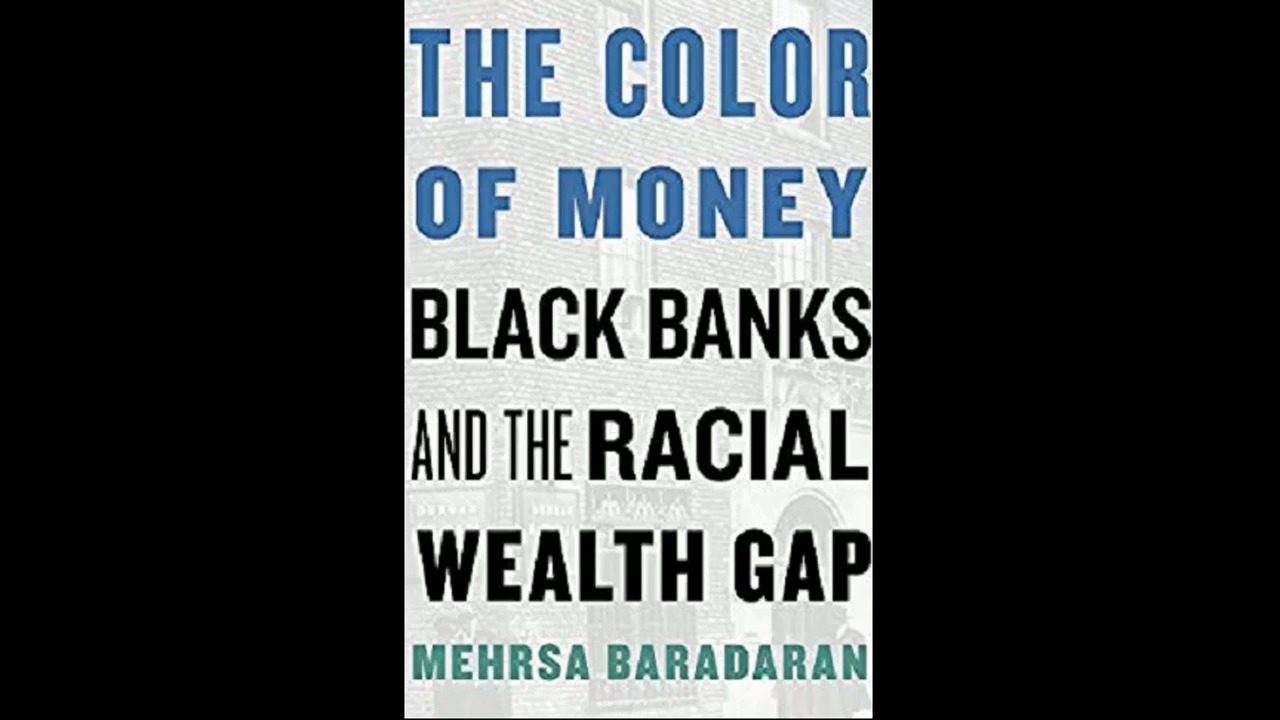 THE COLOR
OF MONEY
BLACK BANKS
AND THE RACIAL
WEALTH GAP
MEHRSA BARADARAN